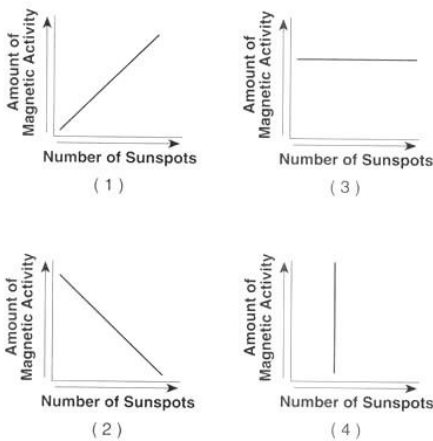 Amount of
Magnetic Activity
Number of Sunspots
( 1 )
Amount of
Magnetic Activity
Number of Sunspots
( 3 )
Amount of
Magnetic Activity
Number of Sunspots
( 2 )
Amount of
Magnetic Activity
Number of Sunspots
( 4 )